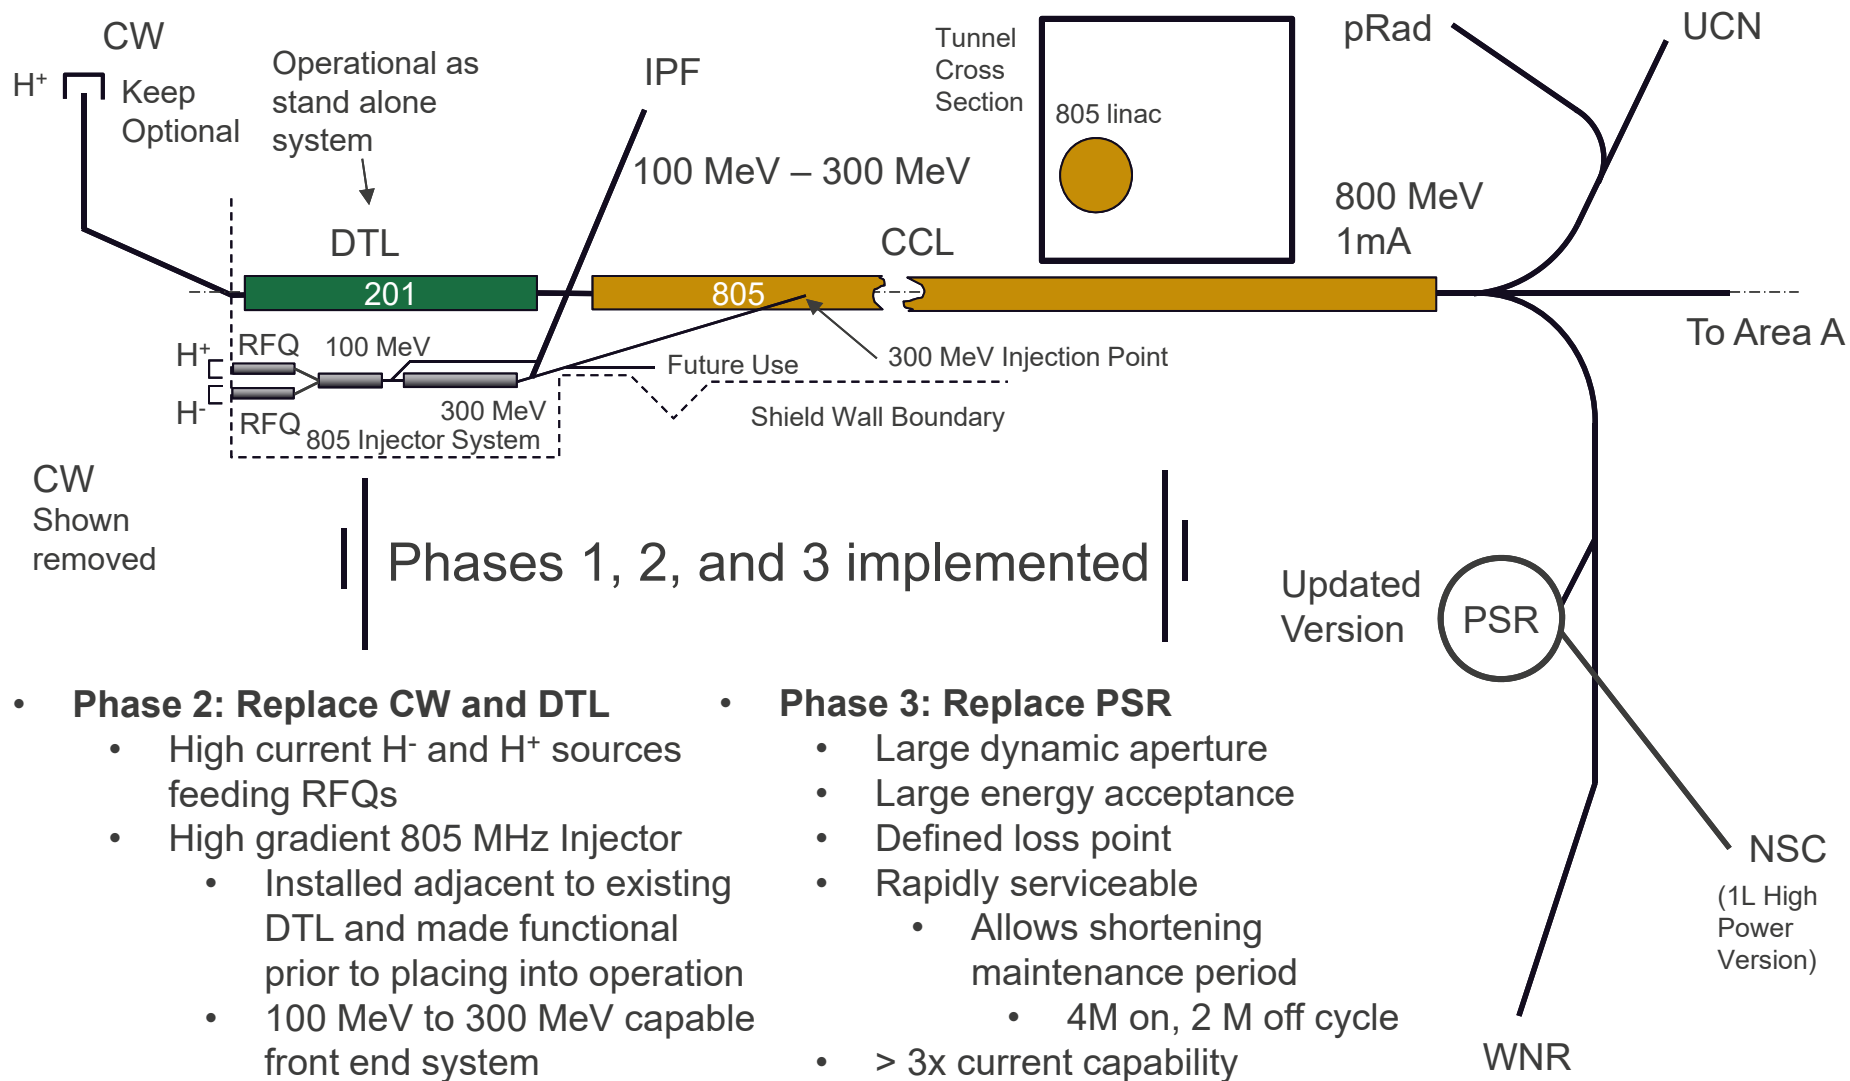 CW
H⁺
Keep
Optional
Operational as
stand alone
system
IPF
Tunnel
Cross
Section
805 linac
pRad
UCN
100 MeV – 300 MeV
800 MeV
1mA
DTL
CCL
201
805
To Area A
H⁺
RFQ
100 MeV
Future Use
300 MeV Injection Point
H⁻
RFQ
300 MeV
805 Injector System
Shield Wall Boundary
CW
Shown
removed
Phases 1, 2, and 3 implemented
Updated
Version
PSR
NSC
(1L High
Power
Version)
WNR
• Phase 2: Replace CW and DTL
• High current H⁻ and H⁺ sources
feeding RFQs
• High gradient 805 MHz Injector
• Installed adjacent to existing
DTL and made functional
prior to placing into operation
• 100 MeV to 300 MeV capable
front end system
• Phase 3: Replace PSR
• Large dynamic aperture
• Large energy acceptance
• Defined loss point
• Rapidly serviceable
• Allows shortening
maintenance period
• 4M on, 2 M off cycle
• > 3x current capability